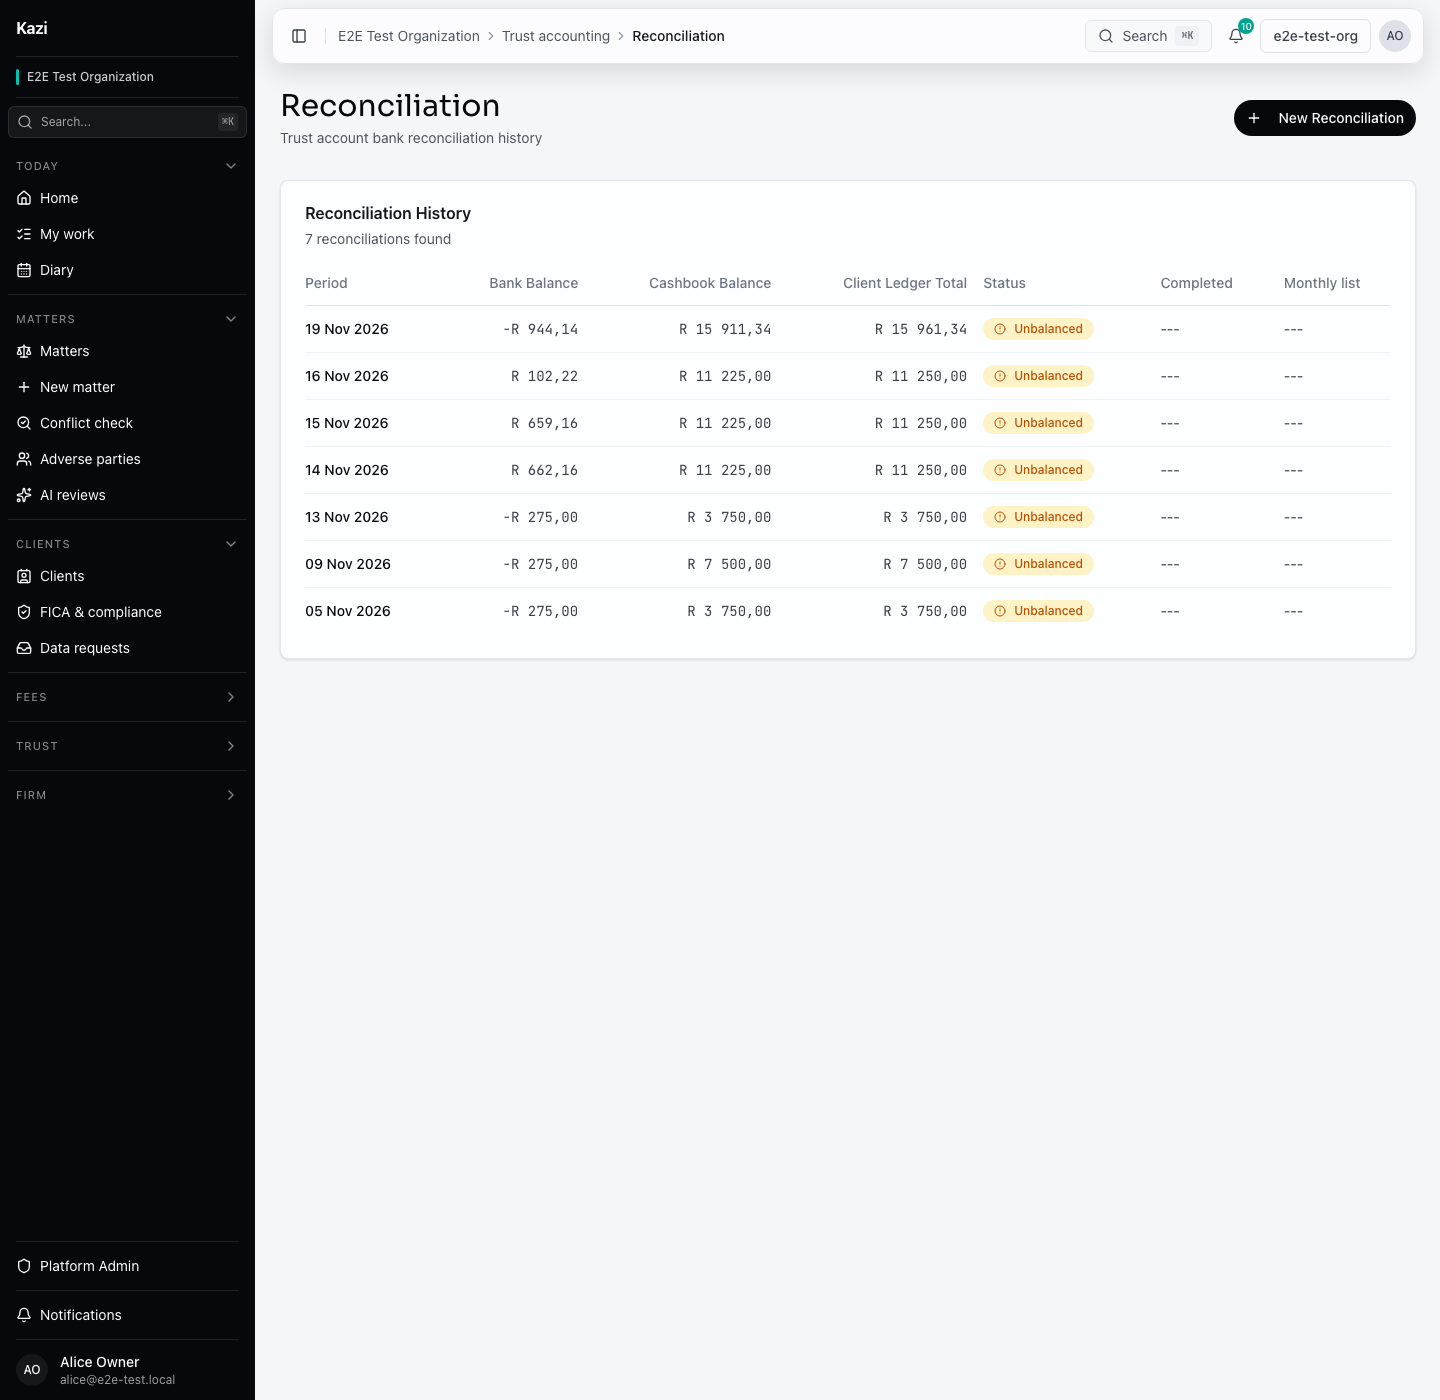 Kazi
E2E Test Organization
Search... ⌘K
TODAY
Home
My work
Diary
MATTERS
Matters
New matter
Conflict check
Adverse parties
AI reviews
CLIENTS
Clients
FICA & compliance
Data requests
FEES
TRUST
FIRM
Platform Admin
Notifications
AO
Alice Owner
alice@e2e-test.local
E2E Test Organization > Trust accounting > Reconciliation
Search ⌘K
10
e2e-test-org
AO
Reconciliation
Trust account bank reconciliation history
New Reconciliation
Reconciliation History
7 reconciliations found
Period Bank Balance Cashbook Balance Client Ledger Total Status Completed Monthly list
19 Nov 2026 -R 944,14 R 15 911,34 R 15 961,34 Unbalanced --- ---
16 Nov 2026 R 102,22 R 11 225,00 R 11 250,00 Unbalanced --- ---
15 Nov 2026 R 659,16 R 11 225,00 R 11 250,00 Unbalanced --- ---
14 Nov 2026 R 662,16 R 11 225,00 R 11 250,00 Unbalanced --- ---
13 Nov 2026 -R 275,00 R 3 750,00 R 3 750,00 Unbalanced --- ---
09 Nov 2026 -R 275,00 R 7 500,00 R 7 500,00 Unbalanced --- ---
05 Nov 2026 -R 275,00 R 3 750,00 R 3 750,00 Unbalanced --- ---